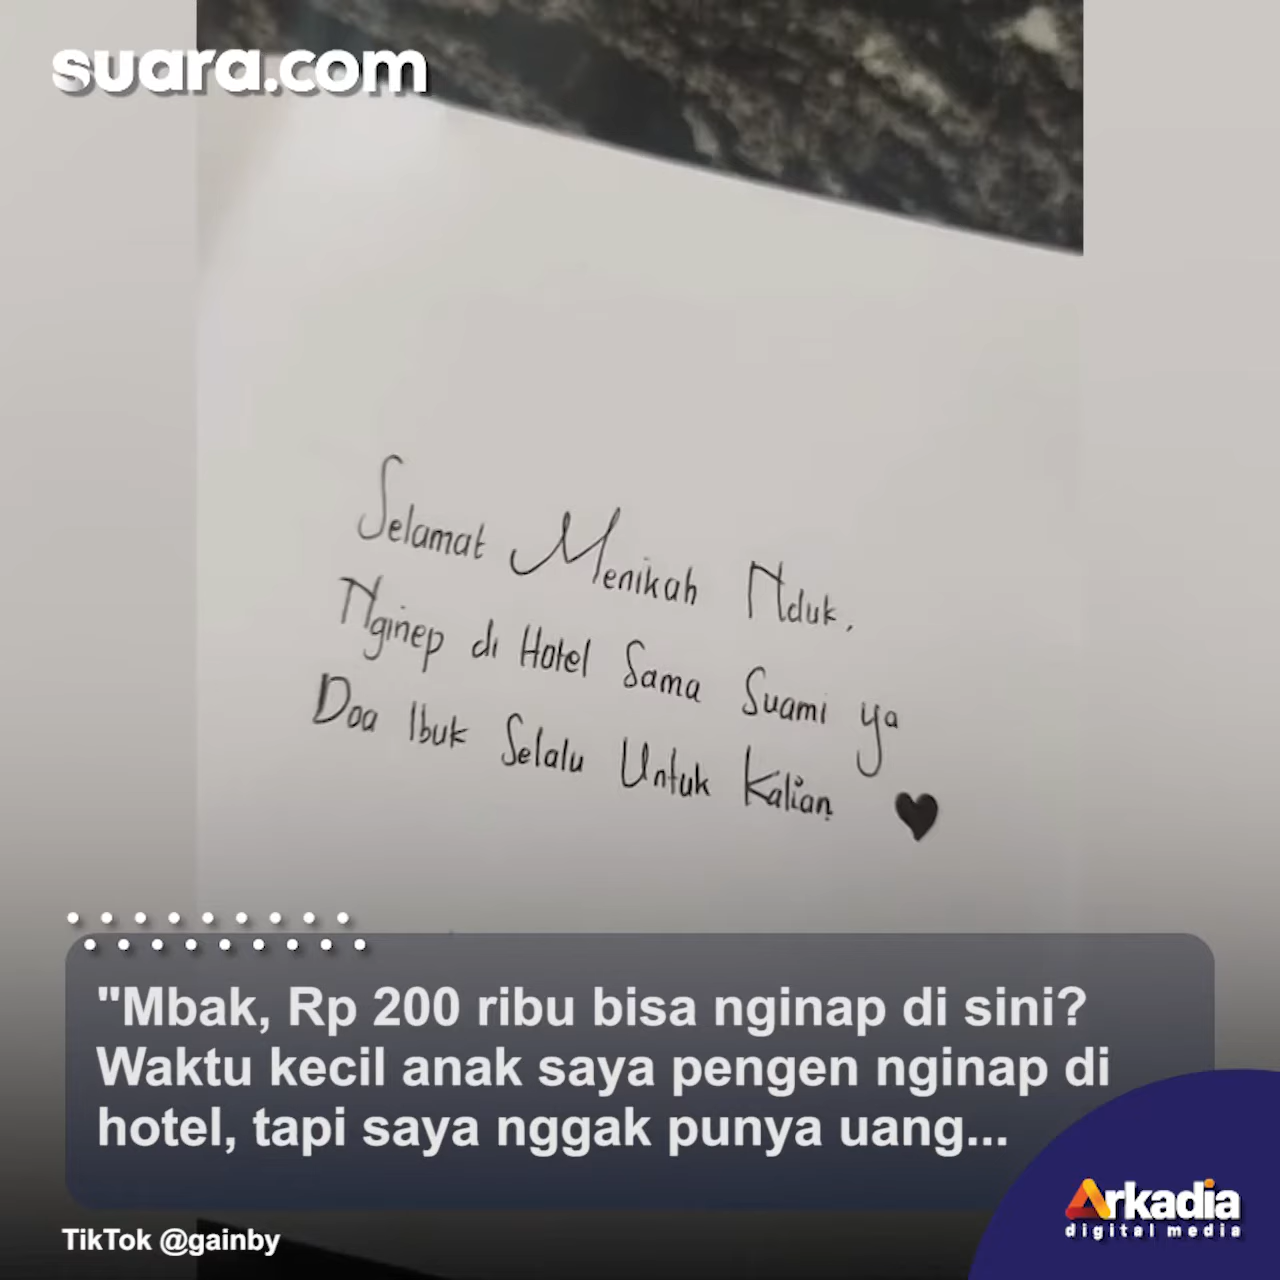 suara.com
Selamat Menikah Nduk,
Nginep di Hotel Sama Suami ya
Doa Ibuk Selalu Untuk Kalian
"Mbak, Rp 200 ribu bisa nginap di sini?
Waktu kecil anak saya pengen nginap di
hotel, tapi saya nggak punya uang...
Arkadia
digital media
TikTok @gainby